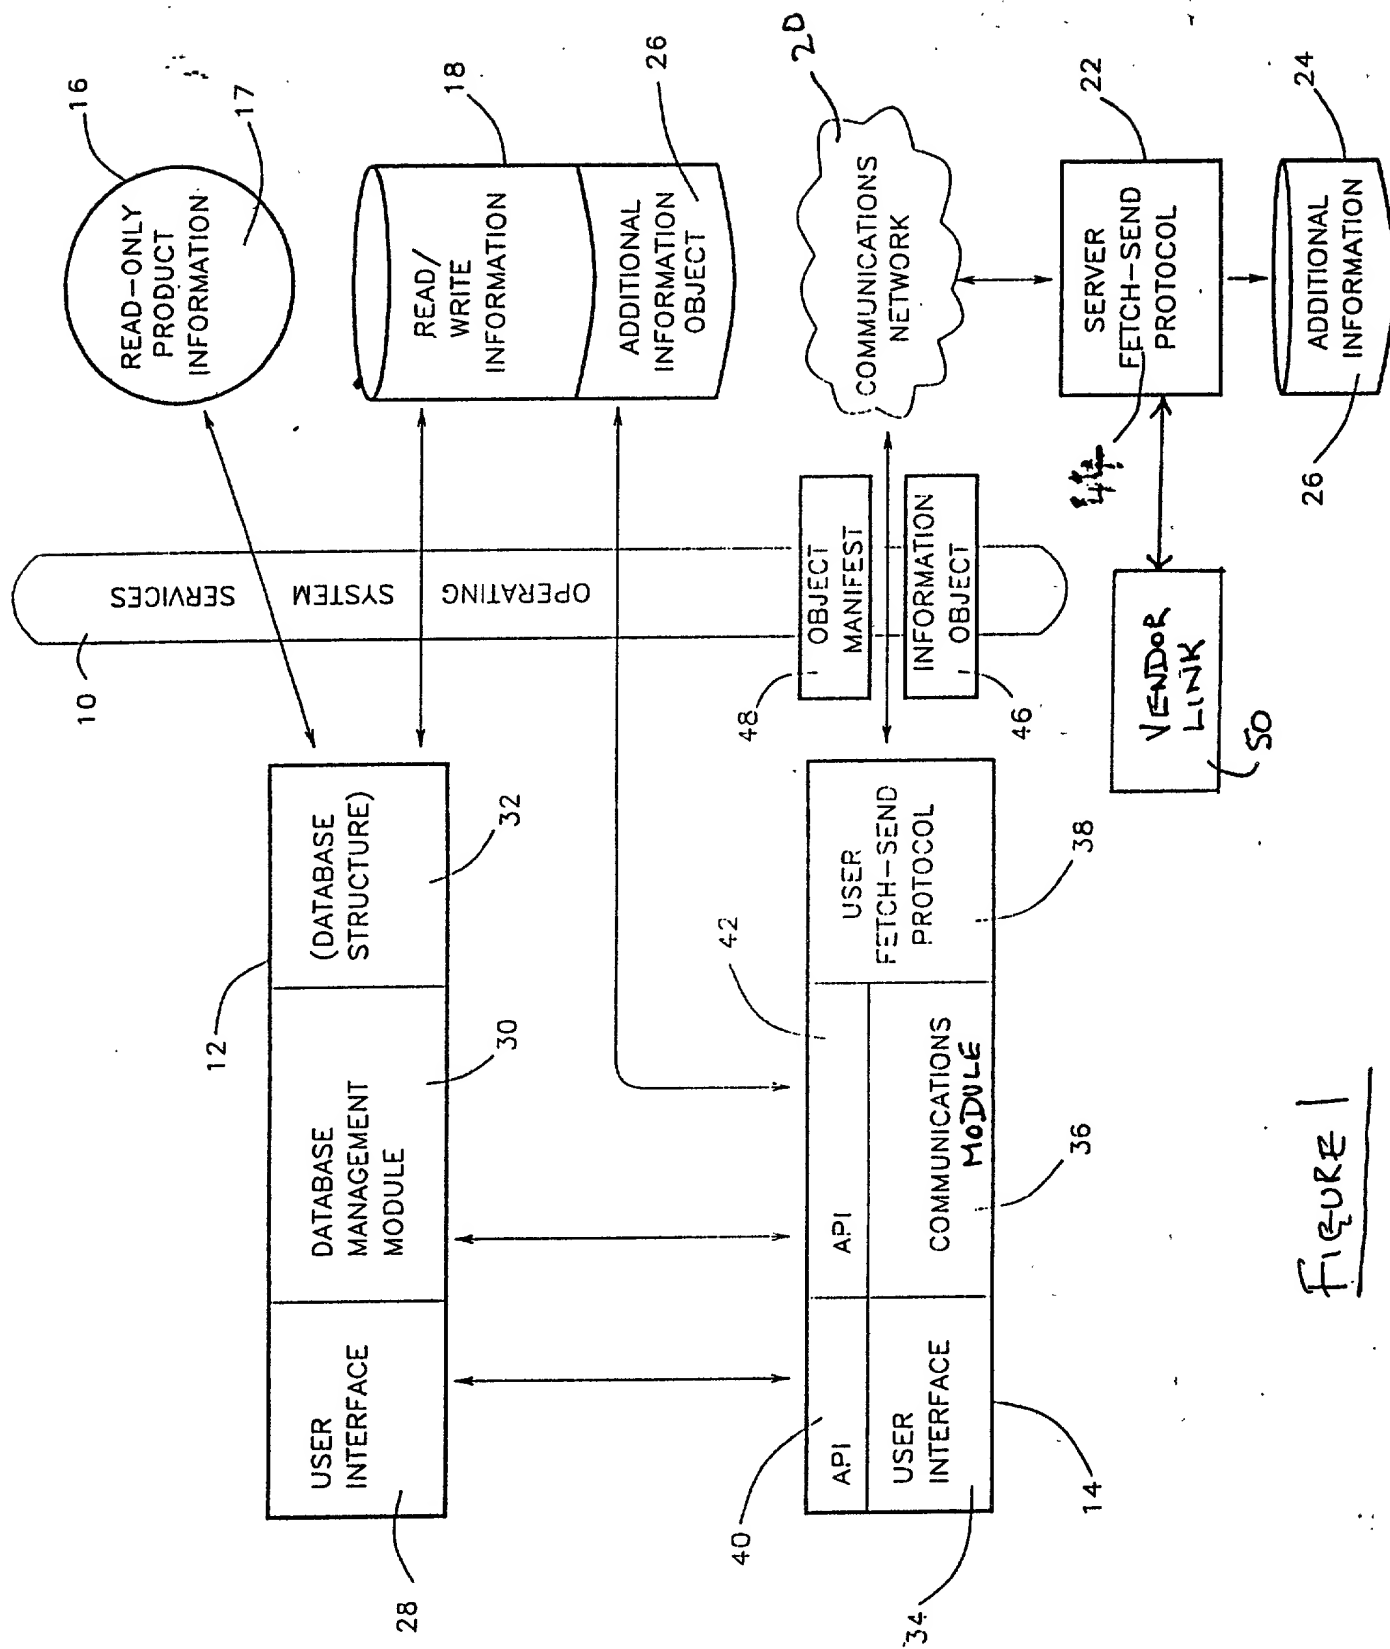 16
READ-ONLY
PRODUCT
INFORMATION
17
18
READ/
WRITE
INFORMATION
ADDITIONAL
INFORMATION
OBJECT
26
20
COMMUNICATIONS
NETWORK
22
SERVER
FETCH-SEND
PROTOCOL
44
24
ADDITIONAL
INFORMATION
26
10
OPERATING
SYSTEM
SERVICES
48
OBJECT
MANIFEST
INFORMATION
OBJECT
46
VENDOR
LINK
50
12
USER
INTERFACE
28
DATABASE
MANAGEMENT
MODULE
30
(DATABASE
STRUCTURE)
32
40
API
USER
INTERFACE
34
14
42
API
COMMUNICATIONS
MODULE
36
USER
FETCH-SEND
PROTOCOL
38
FIGURE 1